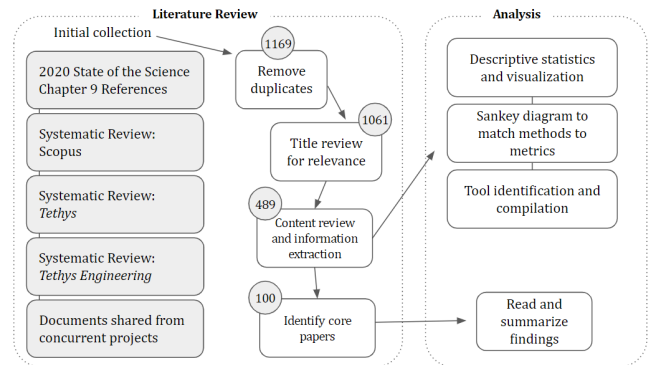 Literature Review
Initial collection
2020 State of the Science
Chapter 9 References
Systematic Review:
Scopus
Systematic Review:
Tethys
Systematic Review:
Tethys Engineering
Documents shared from
concurrent projects
1169
Remove
duplicates
1061
Title review
for relevance
489
Content review
and information
extraction
100
Identify core
papers
Analysis
Descriptive statistics
and visualization
Sankey diagram to
match methods to
metrics
Tool identification and
compilation
Read and
summarize
findings